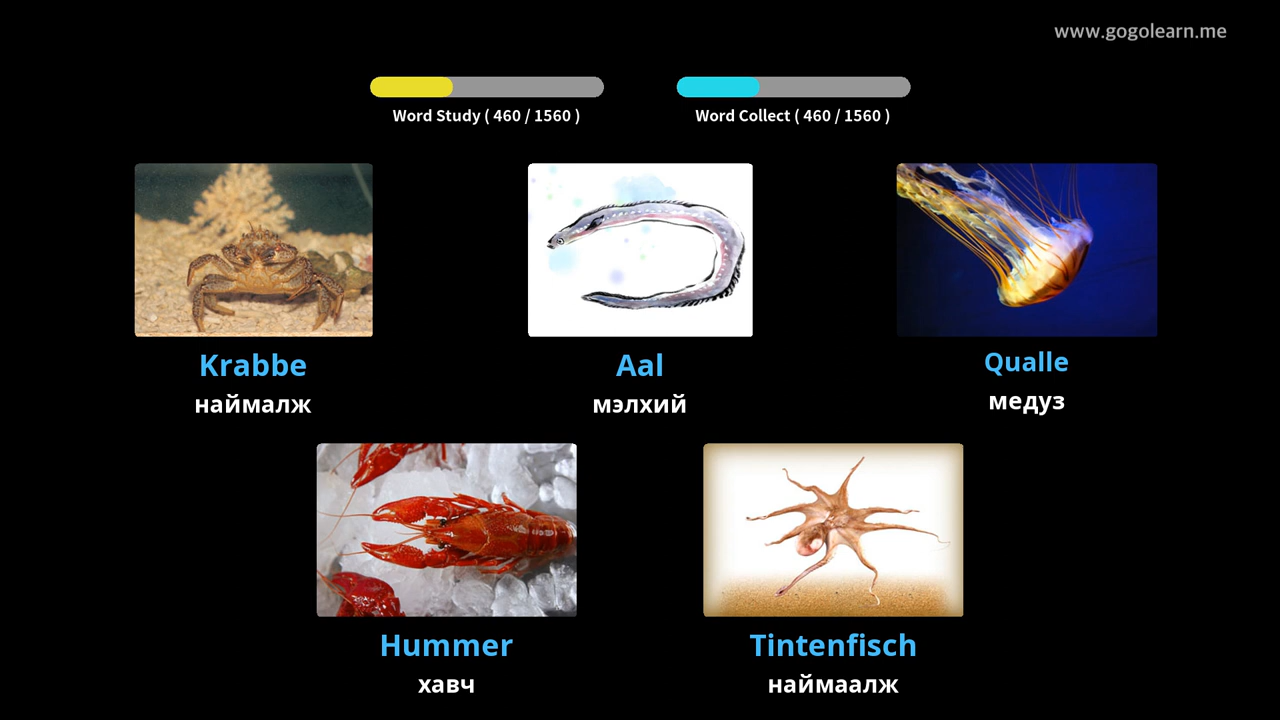 www.gogolearn.me
Word Study ( 460 / 1560 )
Word Collect ( 460 / 1560 )
Krabbe
наймалж
Aal
мэлхий
Qualle
медуз
Hummer
хавч
Tintenfisch
наймаалж